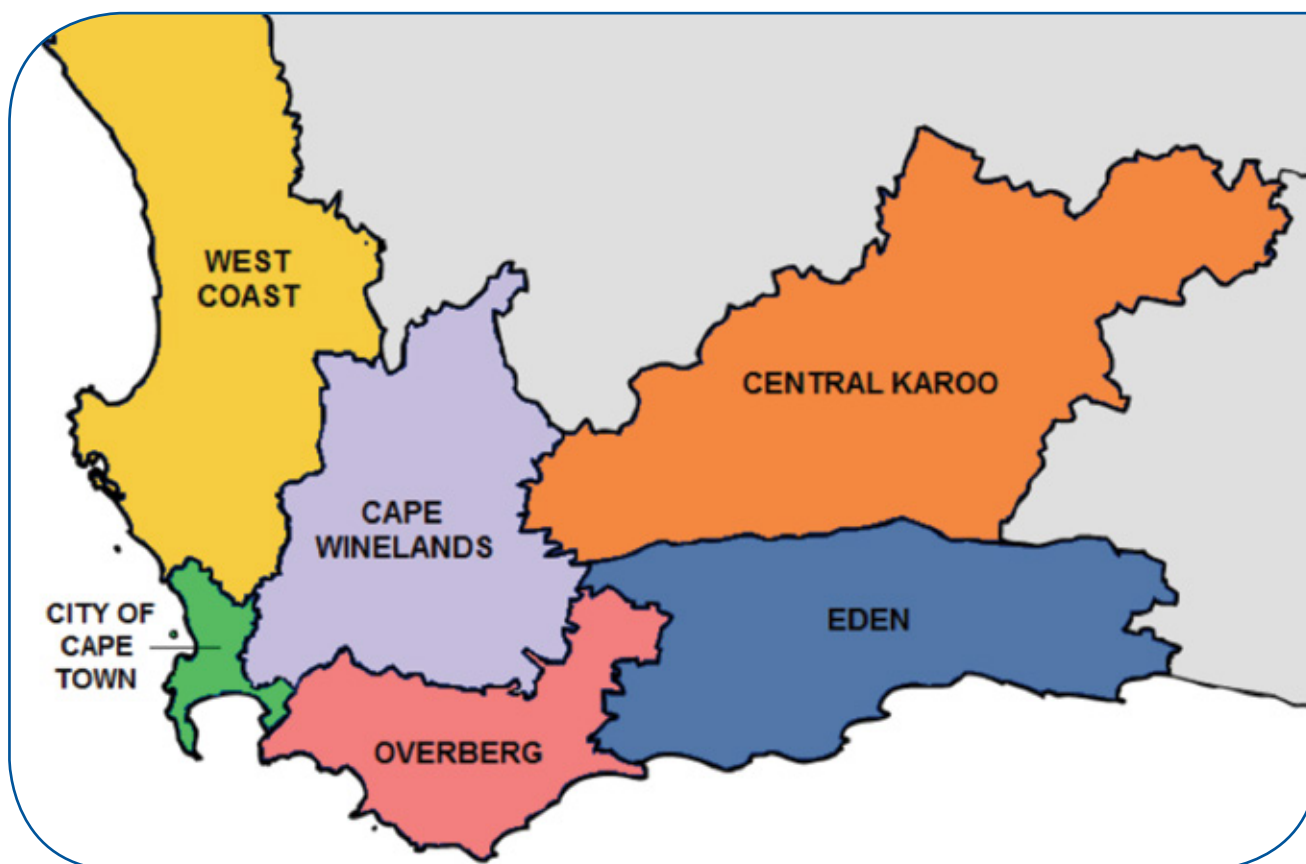 WEST
COAST
CENTRAL KAROO
CAPE
WINELANDS
CITY OF
CAPE
TOWN
EDEN
OVERBERG